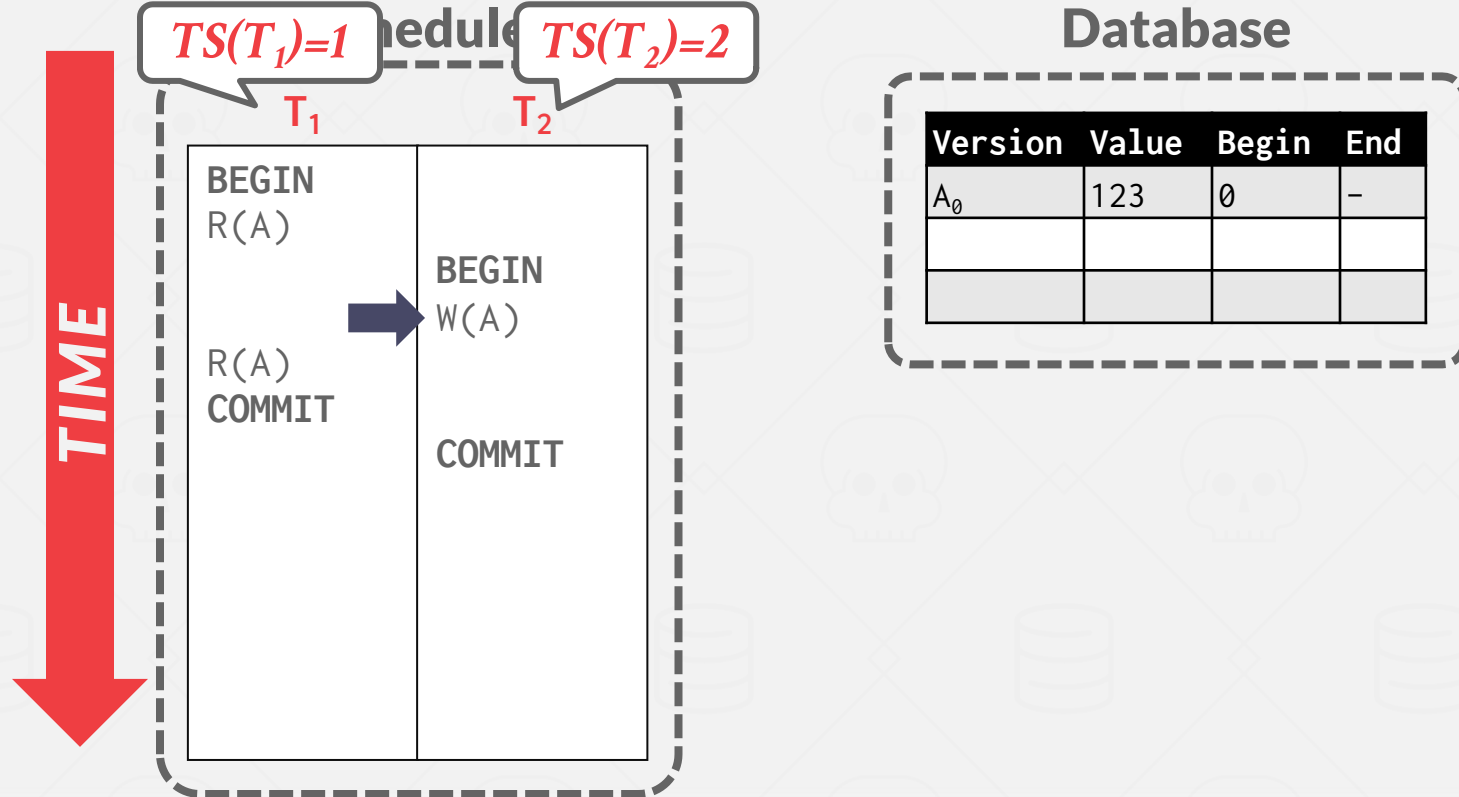 TS(T₁)=1 hedule TS(T₂)=2
T₁ T₂
BEGIN
R(A)
BEGIN
W(A)
R(A)
COMMIT
COMMIT
TIME
Database
Version Value Begin End
A₀ 123 0 –